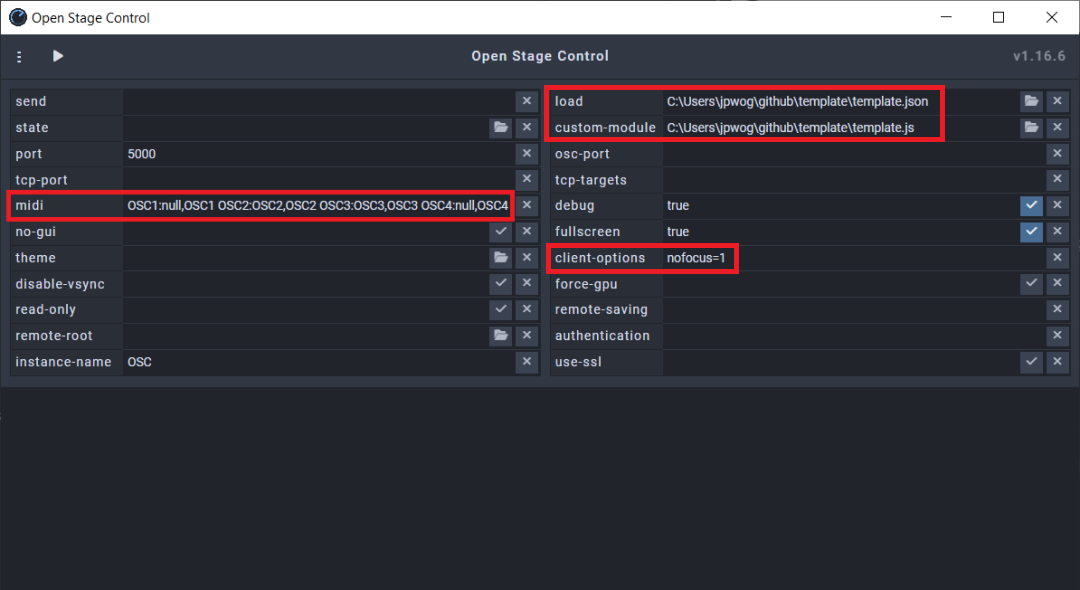 Open Stage Control
Open Stage Control
v1.16.6
send
state
port 5000
tcp-port
midi OSC1:null,OSC1 OSC2:OSC2,OSC2 OSC3:OSC3,OSC3 OSC4:null,OSC4
no-gui
theme
disable-vsync
read-only
remote-root
instance-name OSC
load C:\Users\jpwog\github\template\template.json
custom-module C:\Users\jpwog\github\template\template.js
osc-port
tcp-targets
debug true
fullscreen true
client-options nofocus=1
force-gpu
remote-saving
authentication
use-ssl